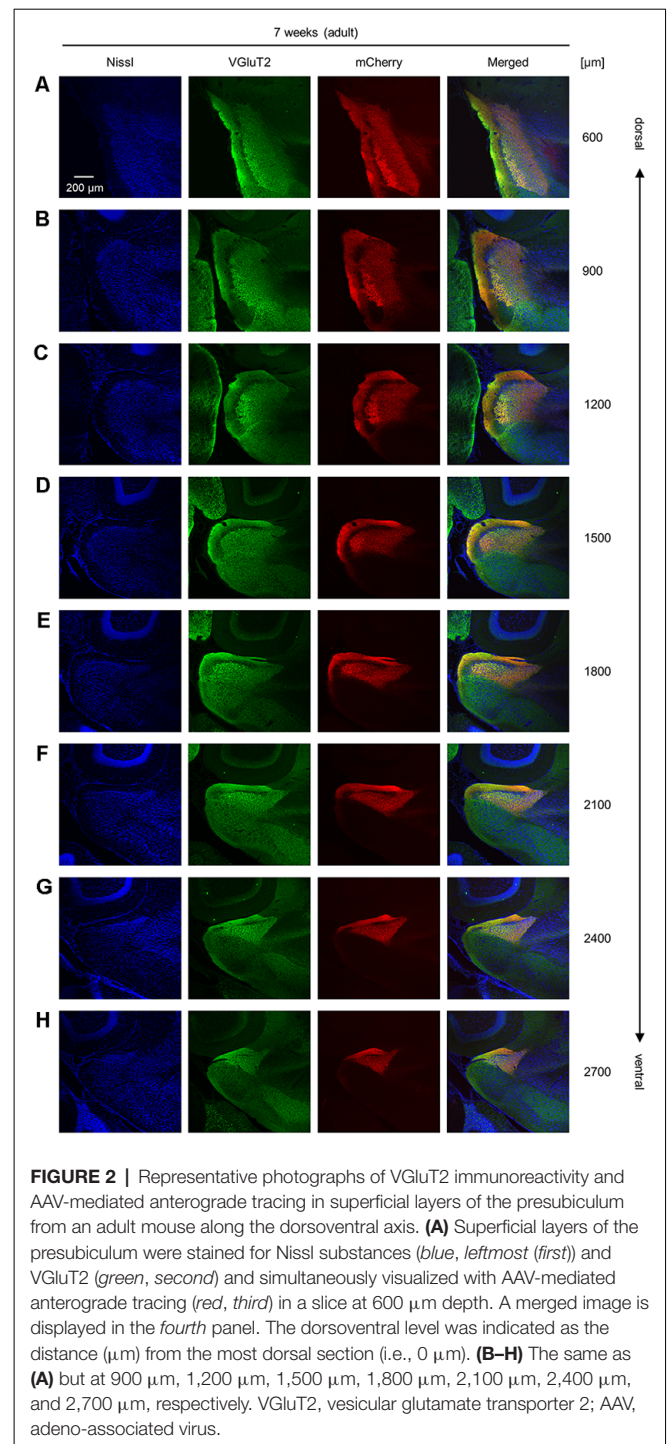 7 weeks (adult)
Nissl VGluT2 mCherry Merged [μm]
A
200 μm
600
dorsal
B
900
C
1200
D
1500
E
1800
F
2100
G
2400
H
2700
ventral
FIGURE 2 | Representative photographs of VGluT2 immunoreactivity and
AAV-mediated anterograde tracing in superficial layers of the presubiculum
from an adult mouse along the dorsoventral axis. (A) Superficial layers of the
presubiculum were stained for Nissl substances (blue, leftmost (first)) and
VGluT2 (green, second) and simultaneously visualized with AAV-mediated
anterograde tracing (red, third) in a slice at 600 μm depth. A merged image is
displayed in the fourth panel. The dorsoventral level was indicated as the
distance (μm) from the most dorsal section (i.e., 0 μm). (B–H) The same as
(A) but at 900 μm, 1,200 μm, 1,500 μm, 1,800 μm, 2,100 μm, 2,400 μm,
and 2,700 μm, respectively. VGluT2, vesicular glutamate transporter 2; AAV,
adeno-associated virus.